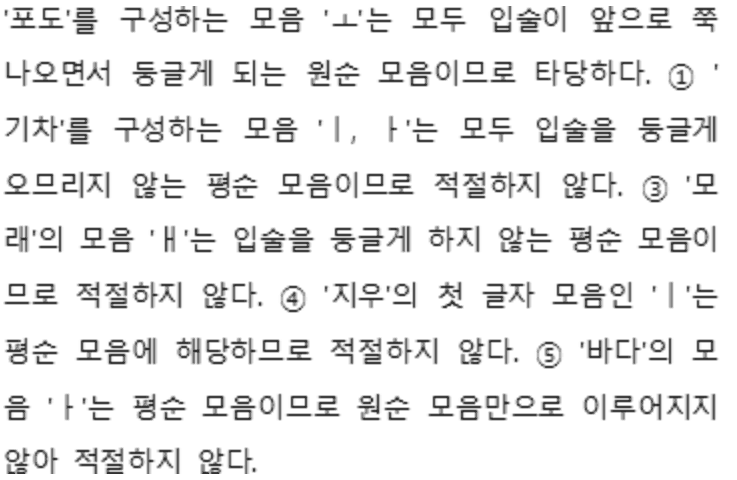 '포도'를 구성하는 모음 'ㅗ'는 모두 입술이 앞으로 쭉
나오면서 둥글게 되는 원순 모음이므로 타당하다. ① '
기차'를 구성하는 모음 'ㅣ, ㅏ'는 모두 입술을 둥글게
오므리지 않는 평순 모음이므로 적절하지 않다. ③ '모
래'의 모음 'ㅐ'는 입술을 둥글게 하지 않는 평순 모음이
므로 적절하지 않다. ④ '지우'의 첫 글자 모음인 'ㅣ'는
평순 모음에 해당하므로 적절하지 않다. ⑤ '바다'의 모
음 'ㅏ'는 평순 모음이므로 원순 모음만으로 이루어지지
않아 적절하지 않다.